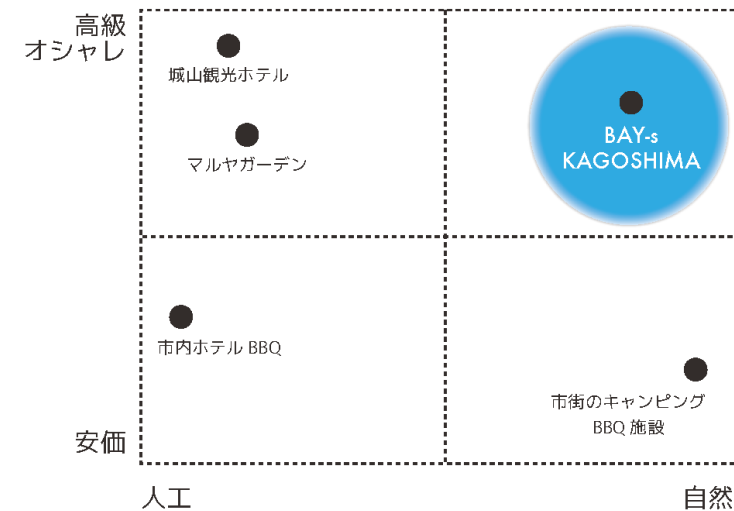 高級
オシャレ
城山観光ホテル
マルヤガーデン
BAY-s
KAGOSHIMA
市内ホテル BBQ
市街のキャンピング
BBQ 施設
安価
人工
自然